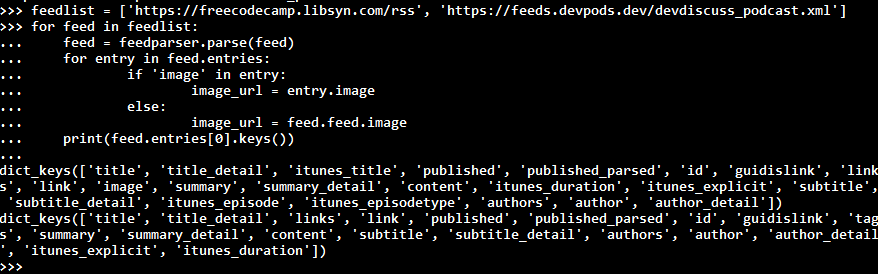 >>> feedlist = ['https://freecodecamp.libsyn.com/rss', 'https://feeds.devpods.dev/devdiscuss_podcast.xml']
>>> for feed in feedlist:
...     feed = feedparser.parse(feed)
...     for entry in feed.entries:
...             if 'image' in entry:
...                     image_url = entry.image
...             else:
...                     image_url = feed.feed.image
...     print(feed.entries[0].keys())
...
dict_keys(['title', 'title_detail', 'itunes_title', 'published', 'published_parsed', 'id', 'guidislink', 'link
s', 'link', 'image', 'summary', 'summary_detail', 'content', 'itunes_duration', 'itunes_explicit', 'subtitle',
 'subtitle_detail', 'itunes_episode', 'itunes_episodetype', 'authors', 'author', 'author_detail'])
dict_keys(['title', 'title_detail', 'links', 'link', 'published', 'published_parsed', 'id', 'guidislink', 'tag
s', 'summary', 'summary_detail', 'content', 'subtitle', 'subtitle_detail', 'authors', 'author', 'author_detail
', 'itunes_explicit', 'itunes_duration'])
>>>